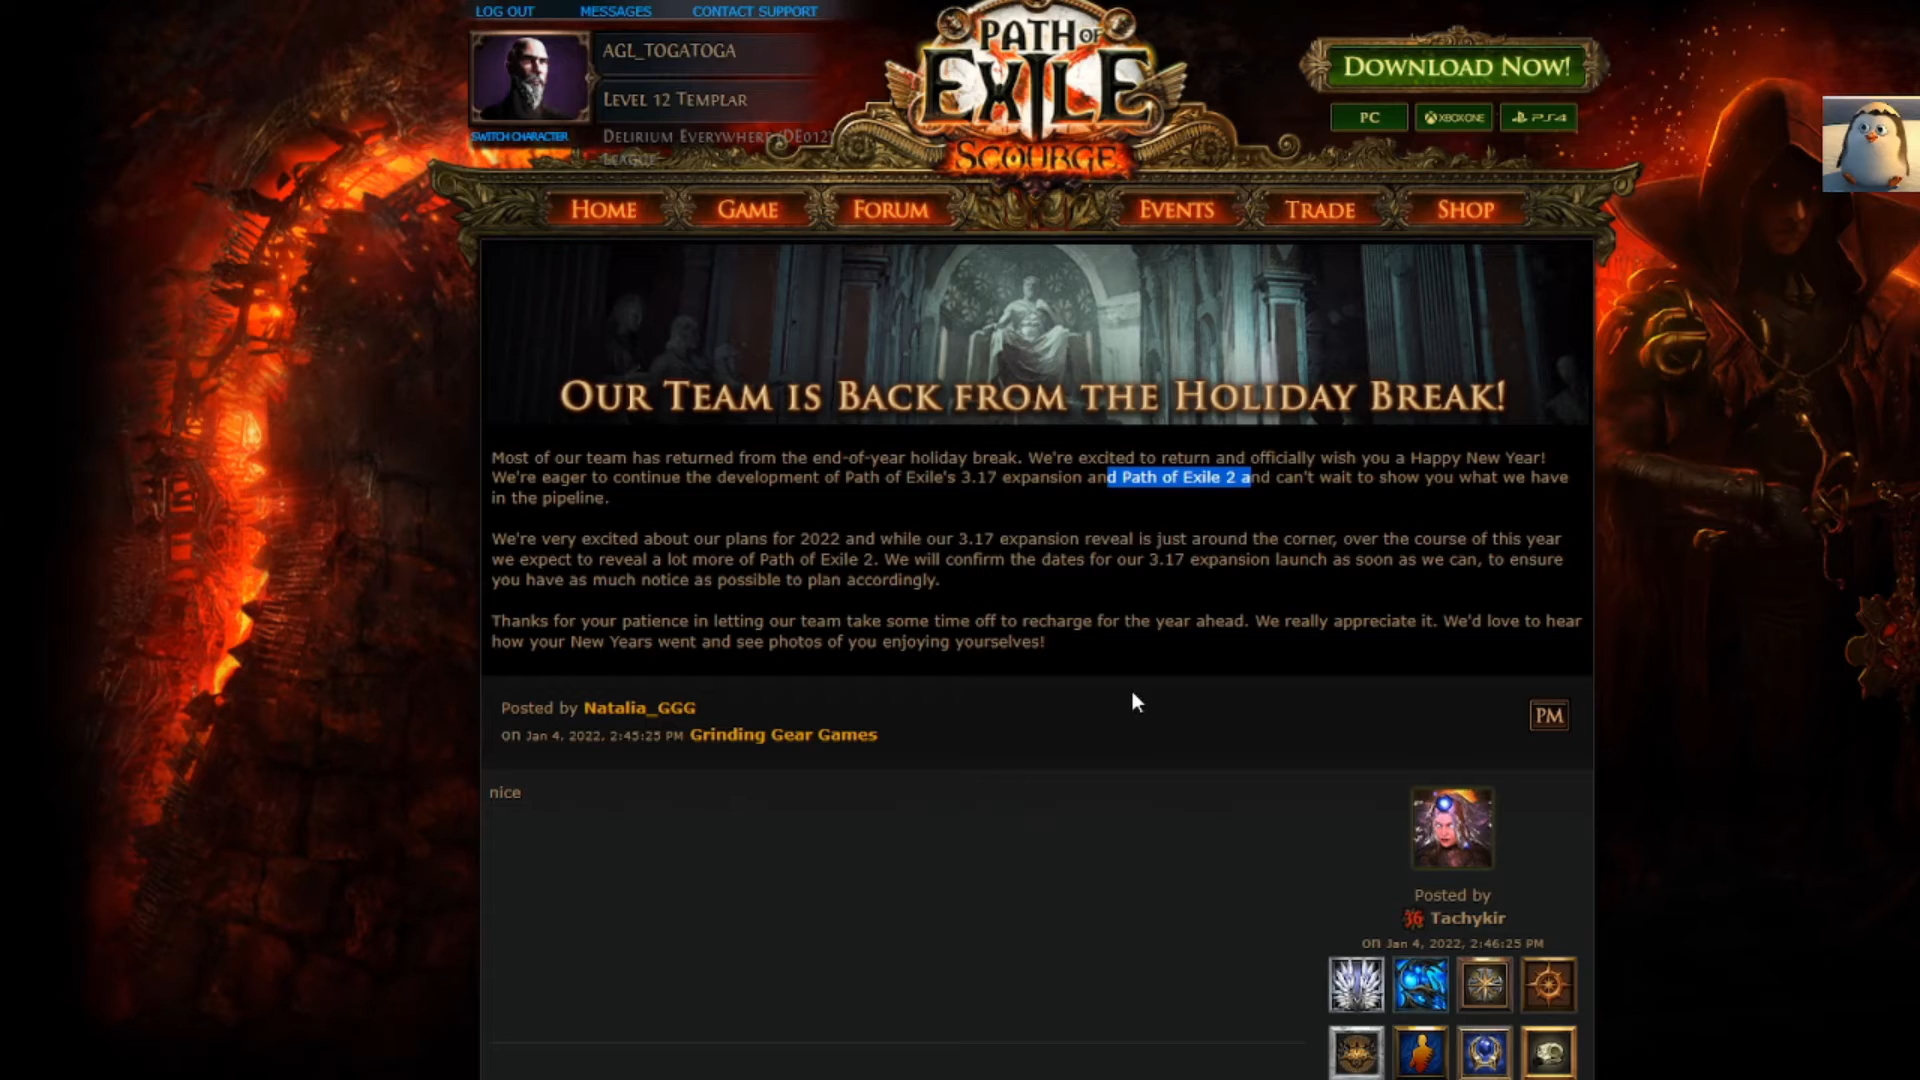 LOG OUT MESSAGES CONTACT SUPPORT
AGL_TOGATOGA
LEVEL 12 TEMPLAR
SWITCH CHARACTER
DELIRIUM EVERYWHERE (DE012)
LEAGUE
PATH OF
EXILE
SCOURGE
DOWNLOAD NOW!
PC XBOX ONE PS4
HOME GAME FORUM EVENTS TRADE SHOP
OUR TEAM IS BACK FROM THE HOLIDAY BREAK!
Most of our team has returned from the end-of-year holiday break. We're excited to return and officially wish you a Happy New Year!
We're eager to continue the development of Path of Exile's 3.17 expansion and Path of Exile 2 and can't wait to show you what we have
in the pipeline.
We're very excited about our plans for 2022 and while our 3.17 expansion reveal is just around the corner, over the course of this year
we expect to reveal a lot more of Path of Exile 2. We will confirm the dates for our 3.17 expansion launch as soon as we can, to ensure
you have as much notice as possible to plan accordingly.
Thanks for your patience in letting our team take some time off to recharge for the year ahead. We really appreciate it. We'd love to hear
how your New Years went and see photos of you enjoying yourselves!
Posted by Natalia_GGG
on Jan 4, 2022, 2:45:25 PM Grinding Gear Games
PM
nice
Posted by
36 Tachykir
on Jan 4, 2022, 2:46:25 PM